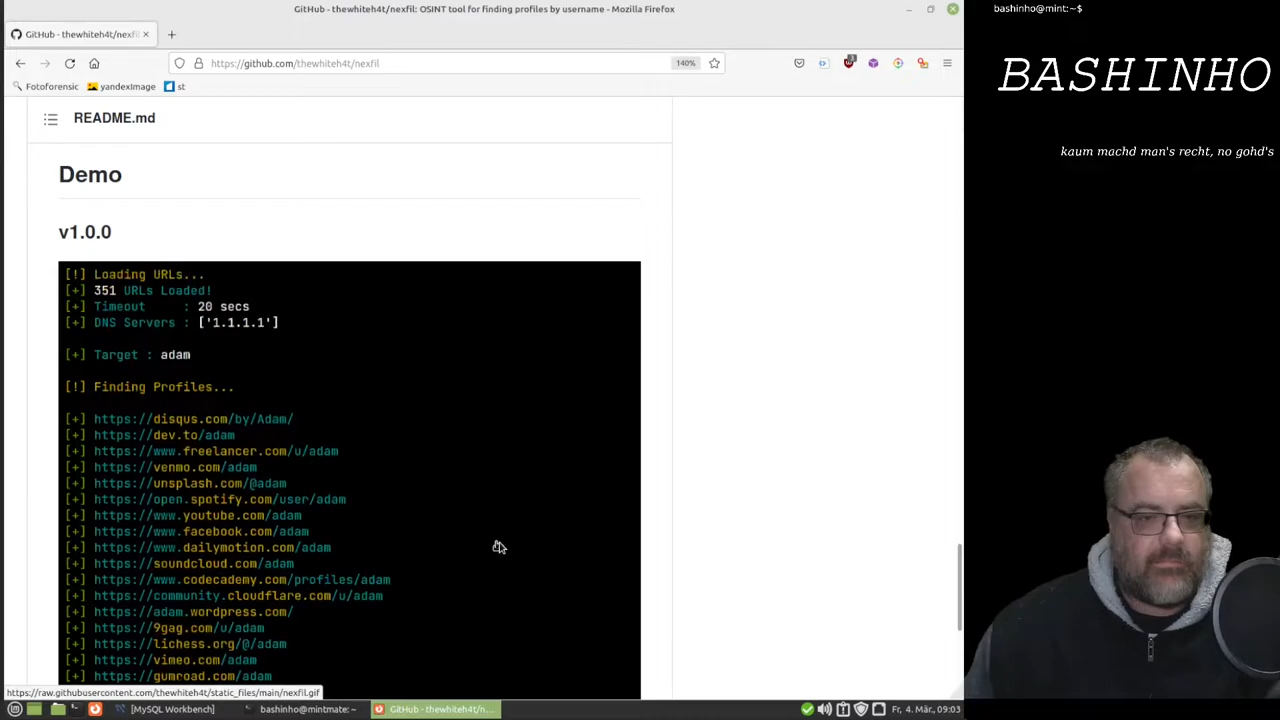 GitHub - thewhiteh4t/nexfil: OSINT tool for finding profiles by username - Mozilla Firefox
bashinho@mint:~$
GitHub - thewhiteh4t/nexfil
https://github.com/thewhiteh4t/nexfil
140%
Fotoforensic
yandexImage
st
BASHINHO
kaum machd man's recht, no gohd's
README.md
Demo
v1.0.0
[!] Loading URLs...
[+] 351 URLs Loaded!
[+] Timeout : 20 secs
[+] DNS Servers : ['1.1.1.1']
[+] Target : adam
[!] Finding Profiles...
[+] https://disqus.com/by/Adam/
[+] https://dev.to/adam
[+] https://www.freelancer.com/u/adam
[+] https://venmo.com/adam
[+] https://unsplash.com/@adam
[+] https://open.spotify.com/user/adam
[+] https://www.youtube.com/adam
[+] https://www.facebook.com/adam
[+] https://www.dailymotion.com/adam
[+] https://soundcloud.com/adam
[+] https://www.codecademy.com/profiles/adam
[+] https://community.cloudflare.com/u/adam
[+] https://adam.wordpress.com/
[+] https://9gag.com/u/adam
[+] https://lichess.org/@/adam
[+] https://vimeo.com/adam
[+] https://gumroad.com/adam
https://raw.githubusercontent.com/thewhiteh4t/static_files/main/nexfil.gif
[MySQL Workbench]
bashinho@mintmate: ~
GitHub - thewhiteh4t/n...
Fr, 4. Mär., 09:03